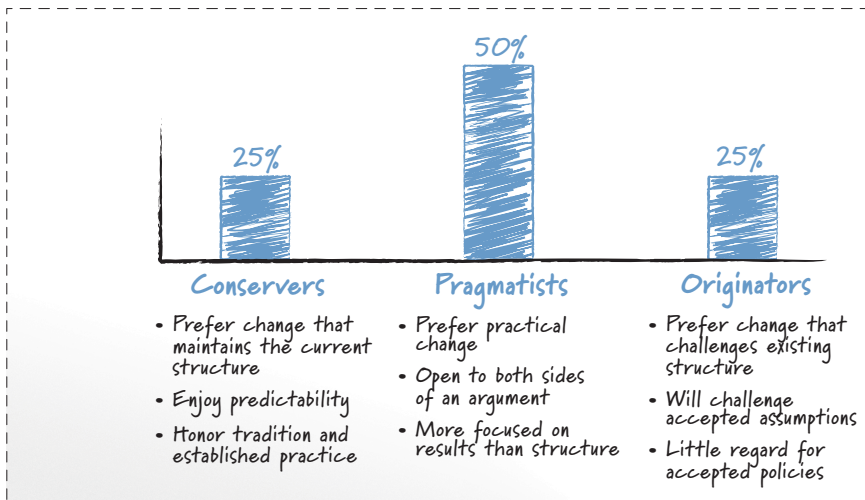 25%
50%
25%
Conservers
• Prefer change that
maintains the current
structure
• Enjoy predictability
• Honor tradition and
established practice
Pragmatists
• Prefer practical
change
• Open to both sides
of an argument
• More focused on
results than structure
Originators
• Prefer change that
challenges existing
structure
• Will challenge
accepted assumptions
• Little regard for
accepted policies